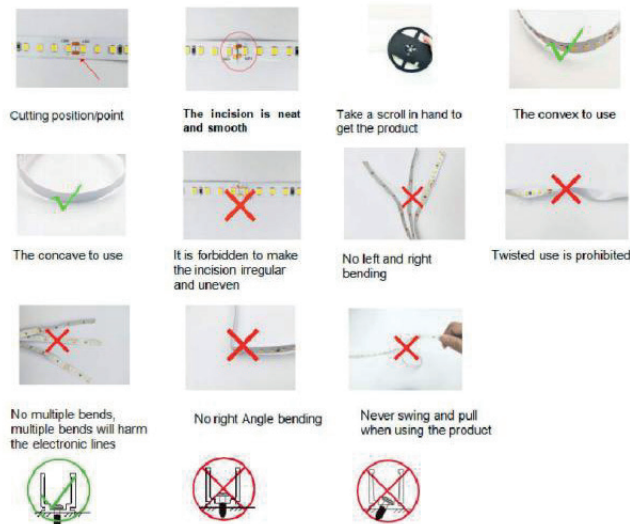 Cutting position/point
The incision is neat
and smooth
Take a scroll in hand to
get the product
The convex to use
The concave to use
It is forbidden to make
the incision irregular
and uneven
No left and right
bending
Twisted use is prohibited
No multiple bends,
multiple bends will harm
the electronic lines
No right Angle bending
Never swing and pull
when using the product